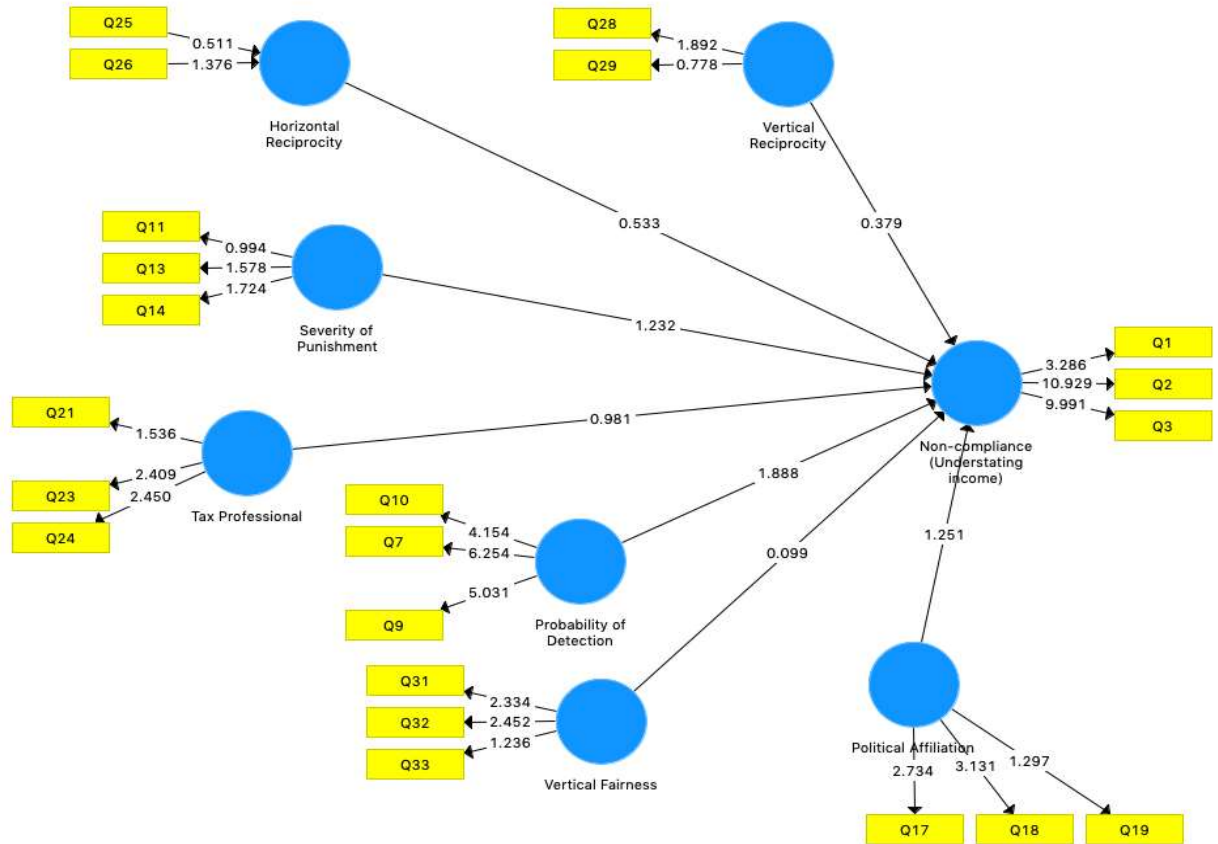 Q25
0.511
Q26
1.376
Horizontal
Reciprocity
Q28
1.892
Q29
0.778
Vertical
Reciprocity
0.533
0.379
Q11
0.994
Q13
1.578
Q14
1.724
Severity of
Punishment
1.232
Q1
3.286
Q2
10.929
Q3
9.991
Non-compliance
(Understating
income)
Q21
1.536
Q23
2.409
Q24
2.450
Tax Professional
0.981
Q10
4.154
Q7
6.254
Q9
5.031
Probability of
Detection
1.888
0.099
1.251
Q31
2.334
Q32
2.452
Q33
1.236
Vertical Fairness
Political Affiliation
2.734
3.131
1.297
Q17
Q18
Q19